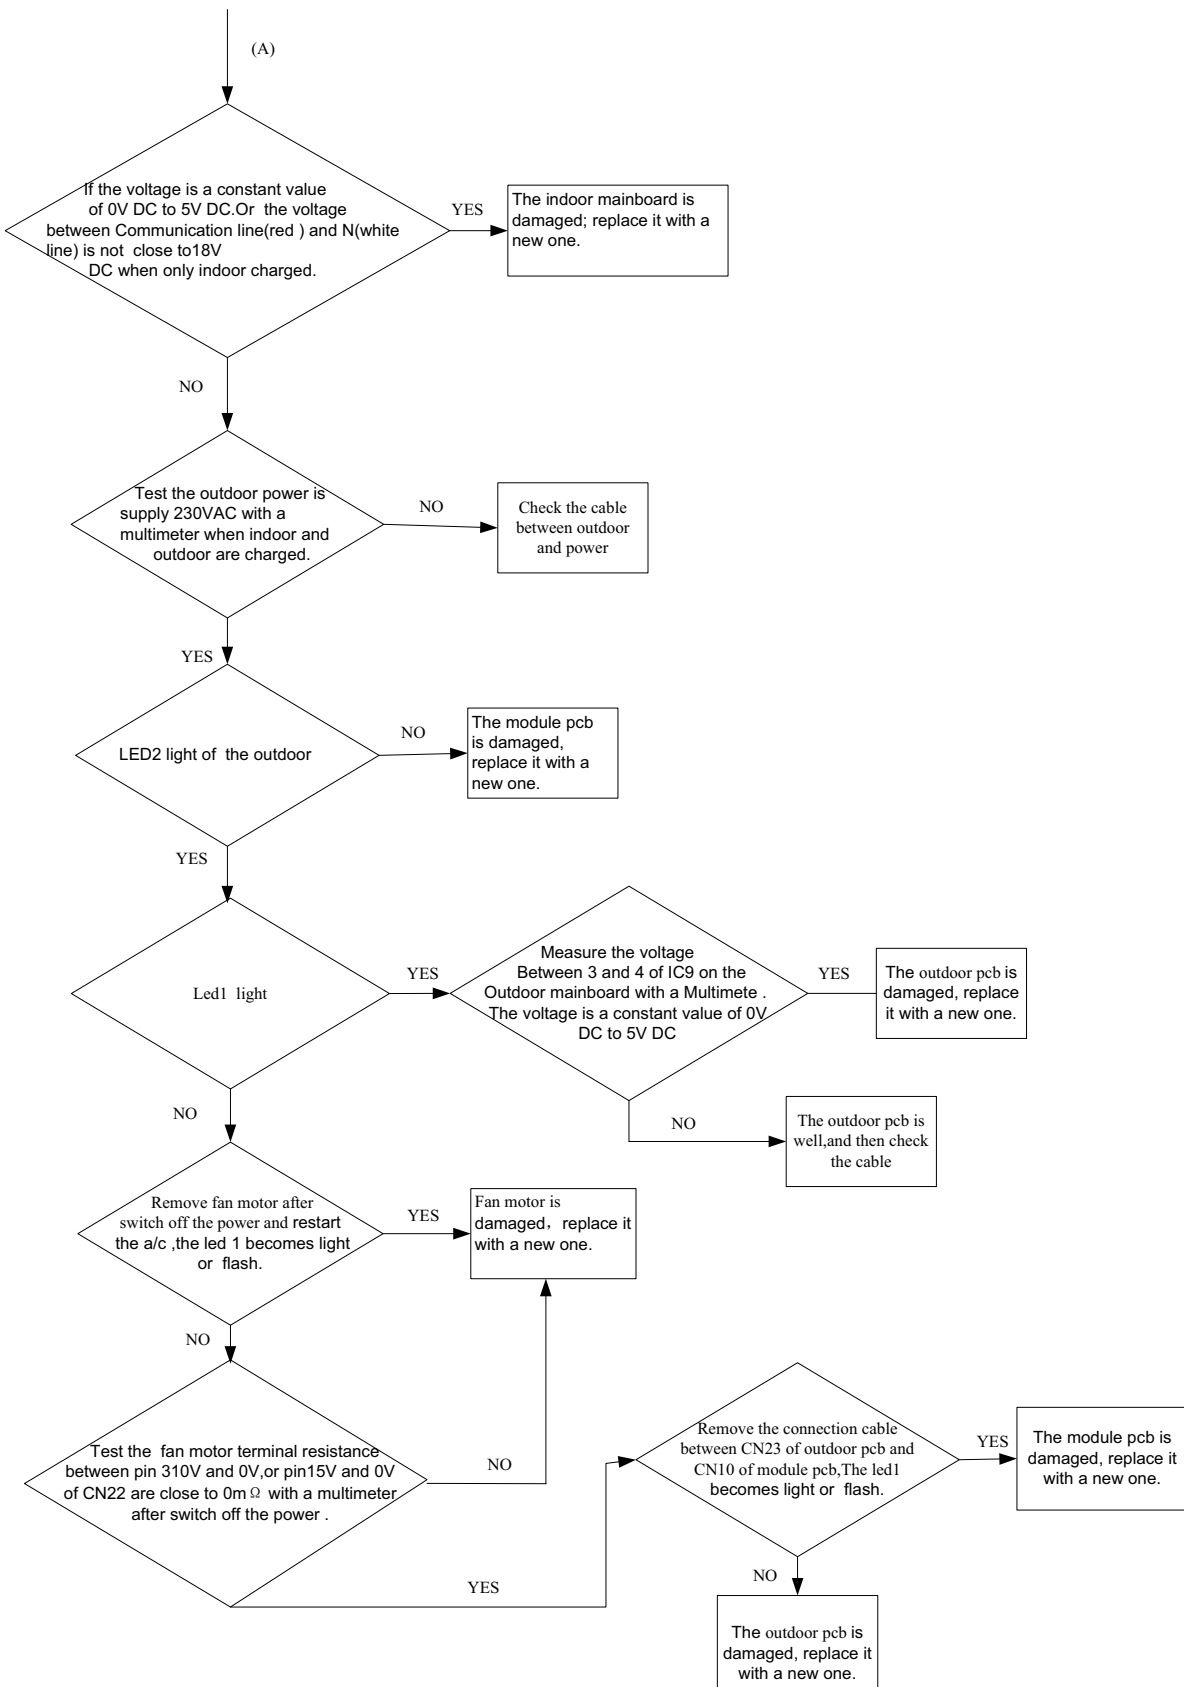 (A)
If the voltage is a constant value
of 0V DC to 5V DC.Or the voltage
between Communication line(red ) and N(white
line) is not close to18V
DC when only indoor charged.
YES
The indoor mainboard is
damaged; replace it with a
new one.
NO
Test the outdoor power is
supply 230VAC with a
multimeter when indoor and
outdoor are charged.
NO
Check the cable
between outdoor
and power
YES
LED2 light of the outdoor
NO
The module pcb
is damaged,
replace it with a
new one.
YES
Led1 light
YES
Measure the voltage
Between 3 and 4 of IC9 on the
Outdoor mainboard with a Multimete .
The voltage is a constant value of 0V
DC to 5V DC
YES
The outdoor pcb is
damaged, replace
it with a new one.
NO
The outdoor pcb is
well,and then check
the cable
NO
Remove fan motor after
switch off the power and restart
the a/c ,the led 1 becomes light
or flash.
YES
Fan motor is
damaged，replace it
with a new one.
NO
Test the fan motor terminal resistance
between pin 310V and 0V,or pin15V and 0V
of CN22 are close to 0mΩ with a multimeter
after switch off the power .
NO
YES
Remove the connection cable
between CN23 of outdoor pcb and
CN10 of module pcb,The led1
becomes light or flash.
YES
The module pcb is
damaged, replace it
with a new one.
NO
The outdoor pcb is
damaged, replace it
with a new one.